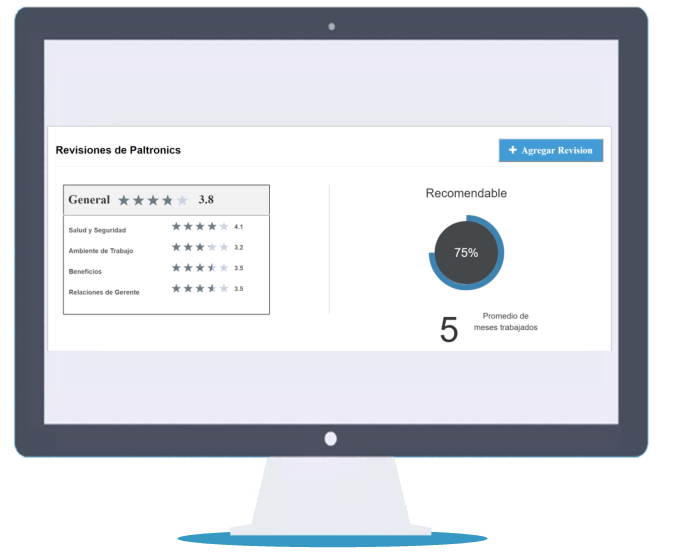 Revisiones de Paltronics
+ Agregar Revision
General 3.8
Salud y Seguridad 4.1
Ambiente de Trabajo 3.2
Beneficios 3.5
Relaciones de Gerente 3.5
Recomendable
75%
5
Promedio de
meses trabajados